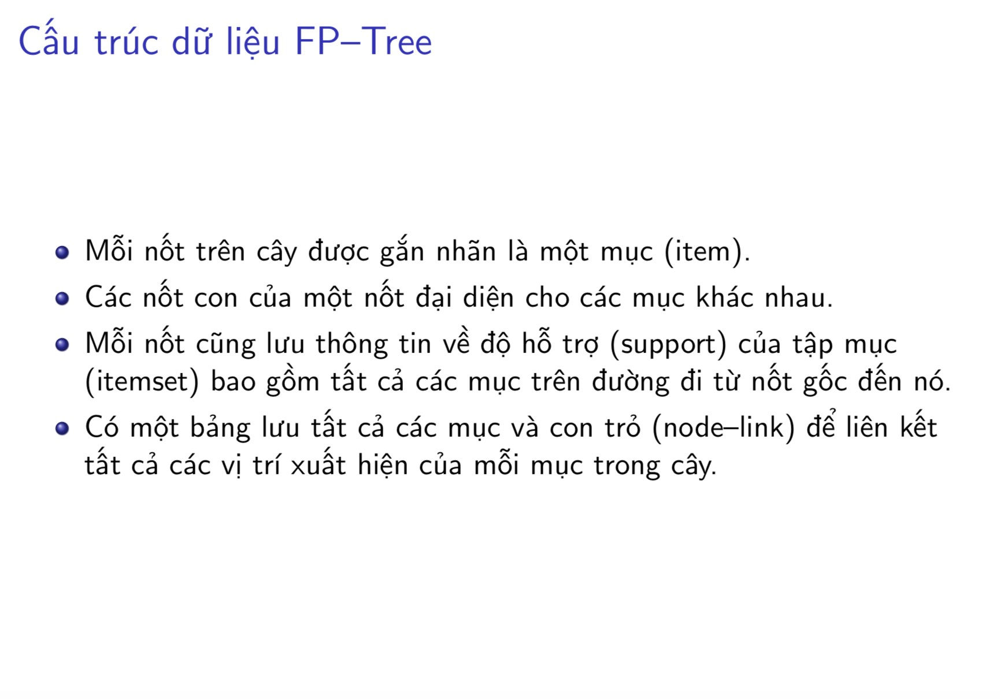 Cấu trúc dữ liệu FP–Tree
Mỗi nốt trên cây được gắn nhãn là một mục (item).
Các nốt con của một nốt đại diện cho các mục khác nhau.
Mỗi nốt cũng lưu thông tin về độ hỗ trợ (support) của tập mục
(itemset) bao gồm tất cả các mục trên đường đi từ nốt gốc đến nó.
Có một bảng lưu tất cả các mục và con trỏ (node–link) để liên kết
tất cả các vị trí xuất hiện của mỗi mục trong cây.